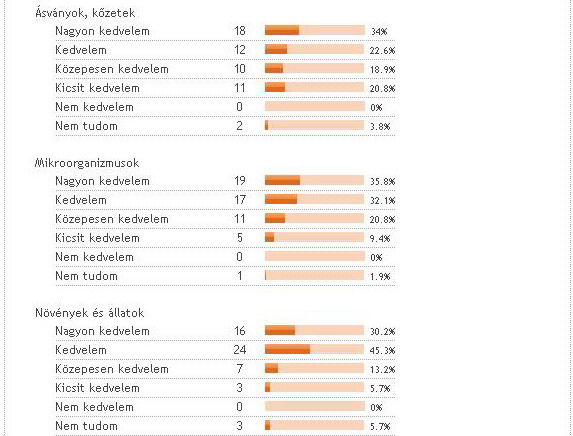 Ásványok, kőzetek
Nagyon kedvelem 18 34%
Kedvelem 12 22.6%
Közepesen kedvelem 10 18.9%
Kicsit kedvelem 11 20.8%
Nem kedvelem 0 0%
Nem tudom 2 3.8%
Mikroorganizmusok
Nagyon kedvelem 19 35.8%
Kedvelem 17 32.1%
Közepesen kedvelem 11 20.8%
Kicsit kedvelem 5 9.4%
Nem kedvelem 0 0%
Nem tudom 1 1.9%
Növények és állatok
Nagyon kedvelem 16 30.2%
Kedvelem 24 45.3%
Közepesen kedvelem 7 13.2%
Kicsit kedvelem 3 5.7%
Nem kedvelem 0 0%
Nem tudom 3 5.7%